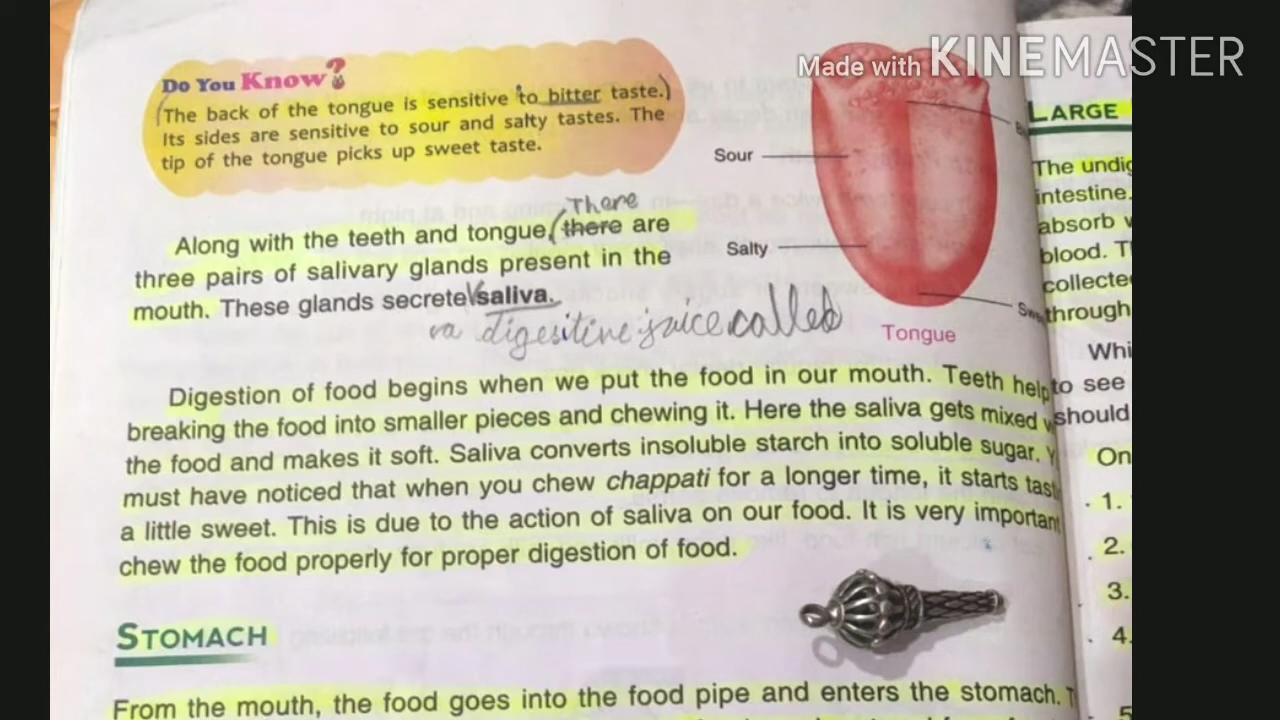 Made with KINEMASTER
Do You Know?
(The back of the tongue is sensitive to bitter taste.)
Its sides are sensitive to sour and salty tastes. The
tip of the tongue picks up sweet taste.
Sour
Salty
Tongue
There
Along with the teeth and tongue, (there are
three pairs of salivary glands present in the
mouth. These glands secrete saliva.
a digesitine juice called
Digestion of food begins when we put the food in our mouth. Teeth help
breaking the food into smaller pieces and chewing it. Here the saliva gets mixed
the food and makes it soft. Saliva converts insoluble starch into soluble sugar.
must have noticed that when you chew chappati for a longer time, it starts
a little sweet. This is due to the action of saliva on our food. It is very important
chew the food properly for proper digestion of food.
STOMACH
From the mouth, the food goes into the food pipe and enters the stomach.
LARGE
The
intestine.
absorb
blood.
through
to see
should
On
1.
2.
3.
4.
5